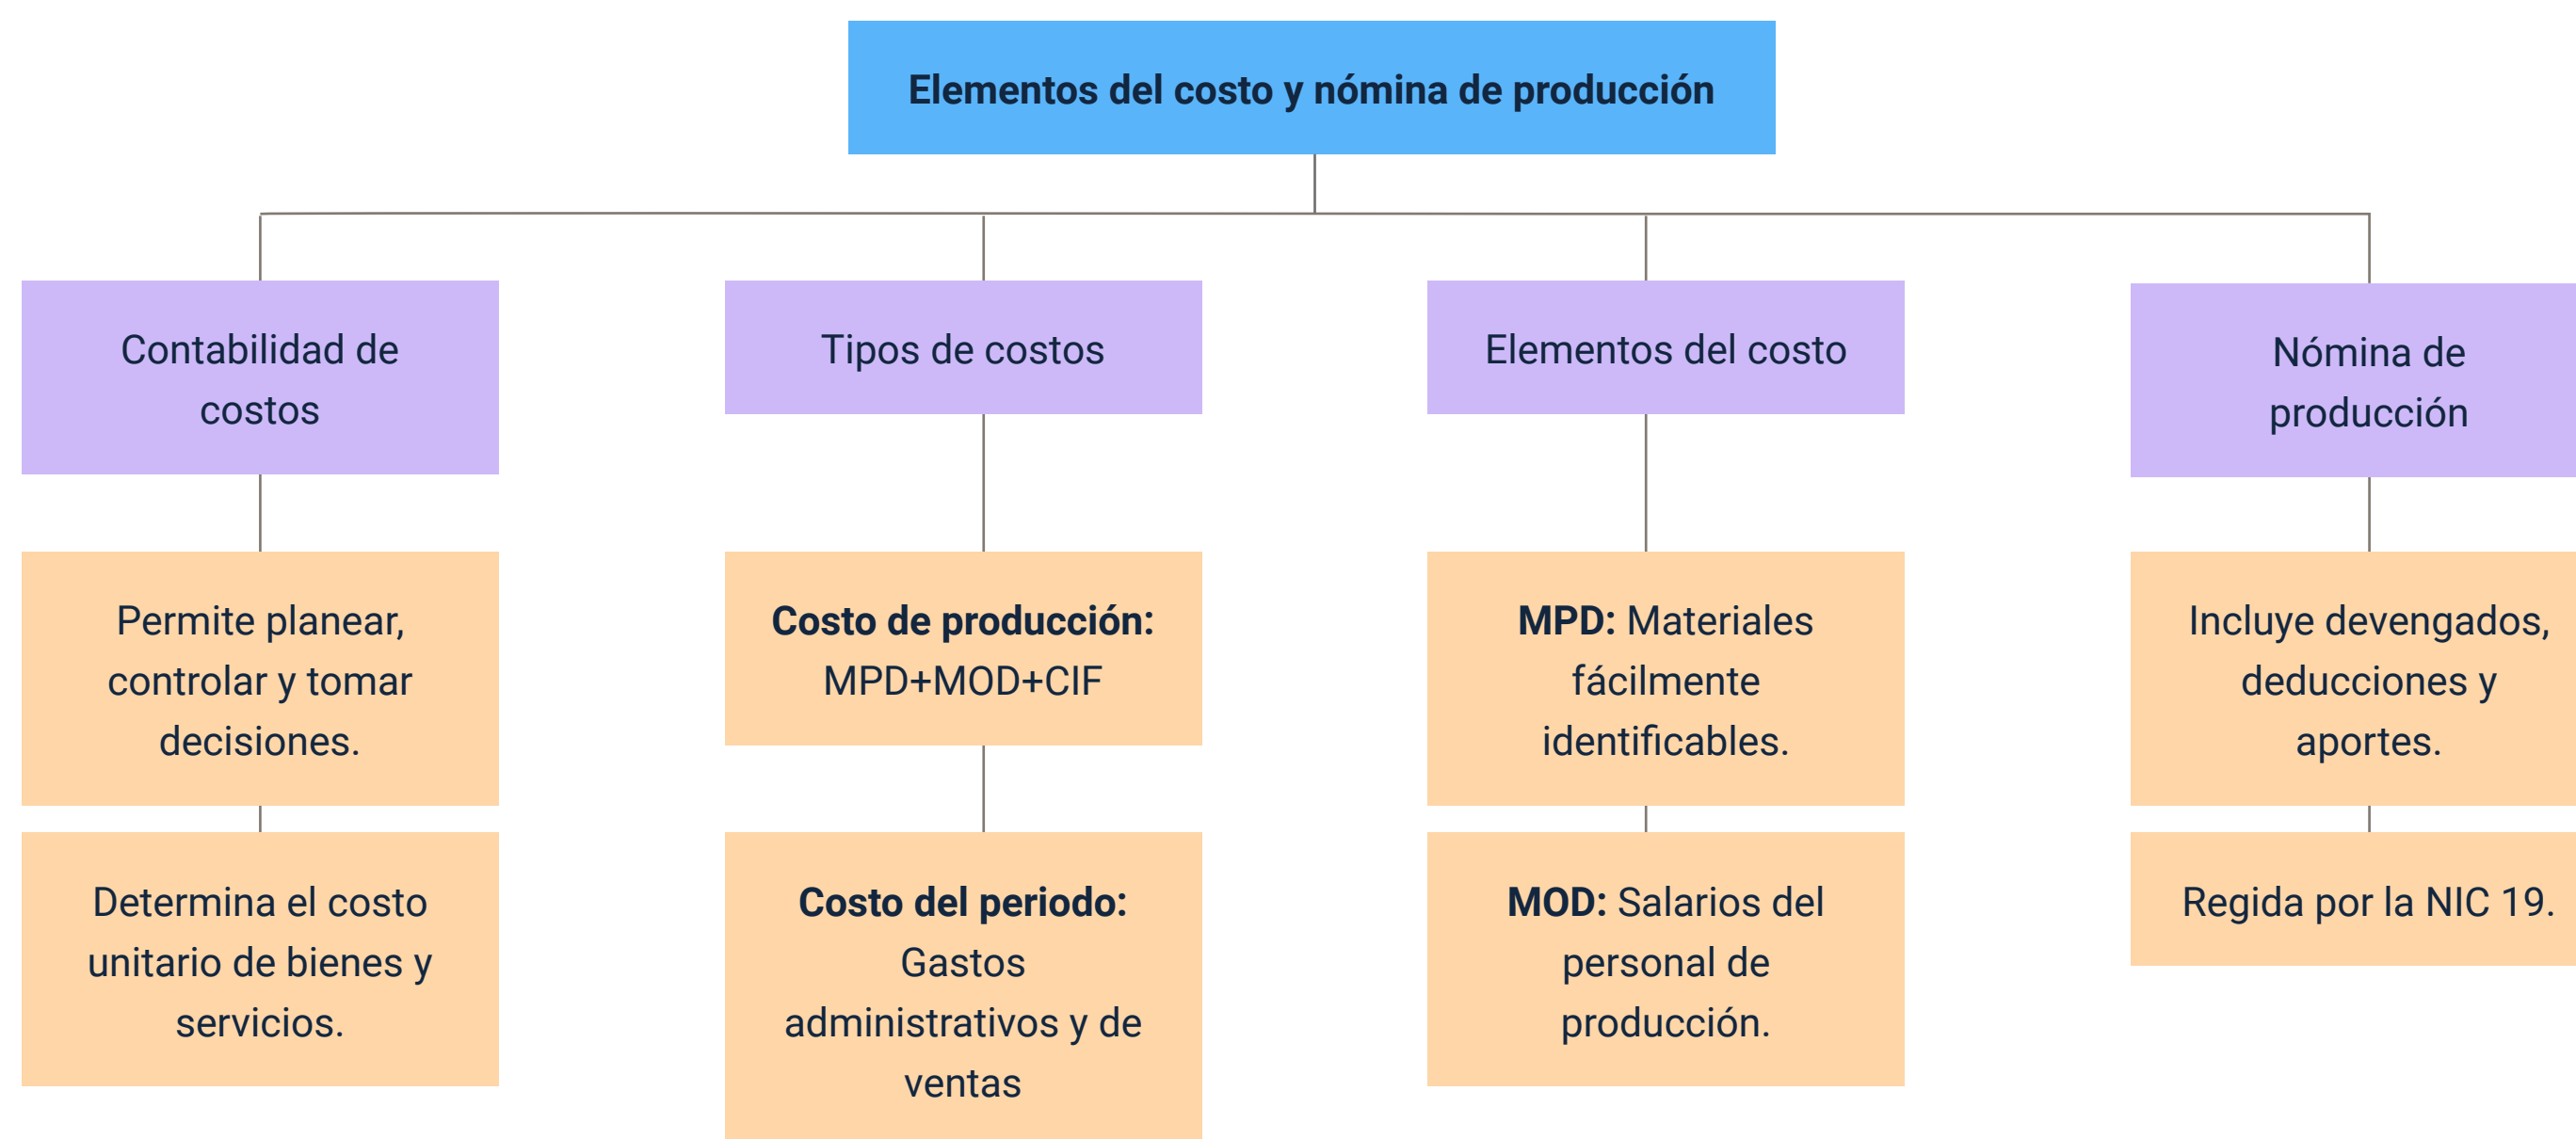 Elementos del costo y nómina de producción
Contabilidad de
costos
Permite planear,
controlar y tomar
decisiones.
Determina el costo
unitario de bienes y
servicios.
Tipos de costos
Costo de producción:
MPD+MOD+CIF
Costo del periodo:
Gastos
administrativos y de
ventas
Elementos del costo
MPD: Materiales
fácilmente
identificables.
MOD: Salarios del
personal de
producción.
Nómina de
producción
Incluye devengados,
deducciones y
aportes.
Regida por la NIC 19.